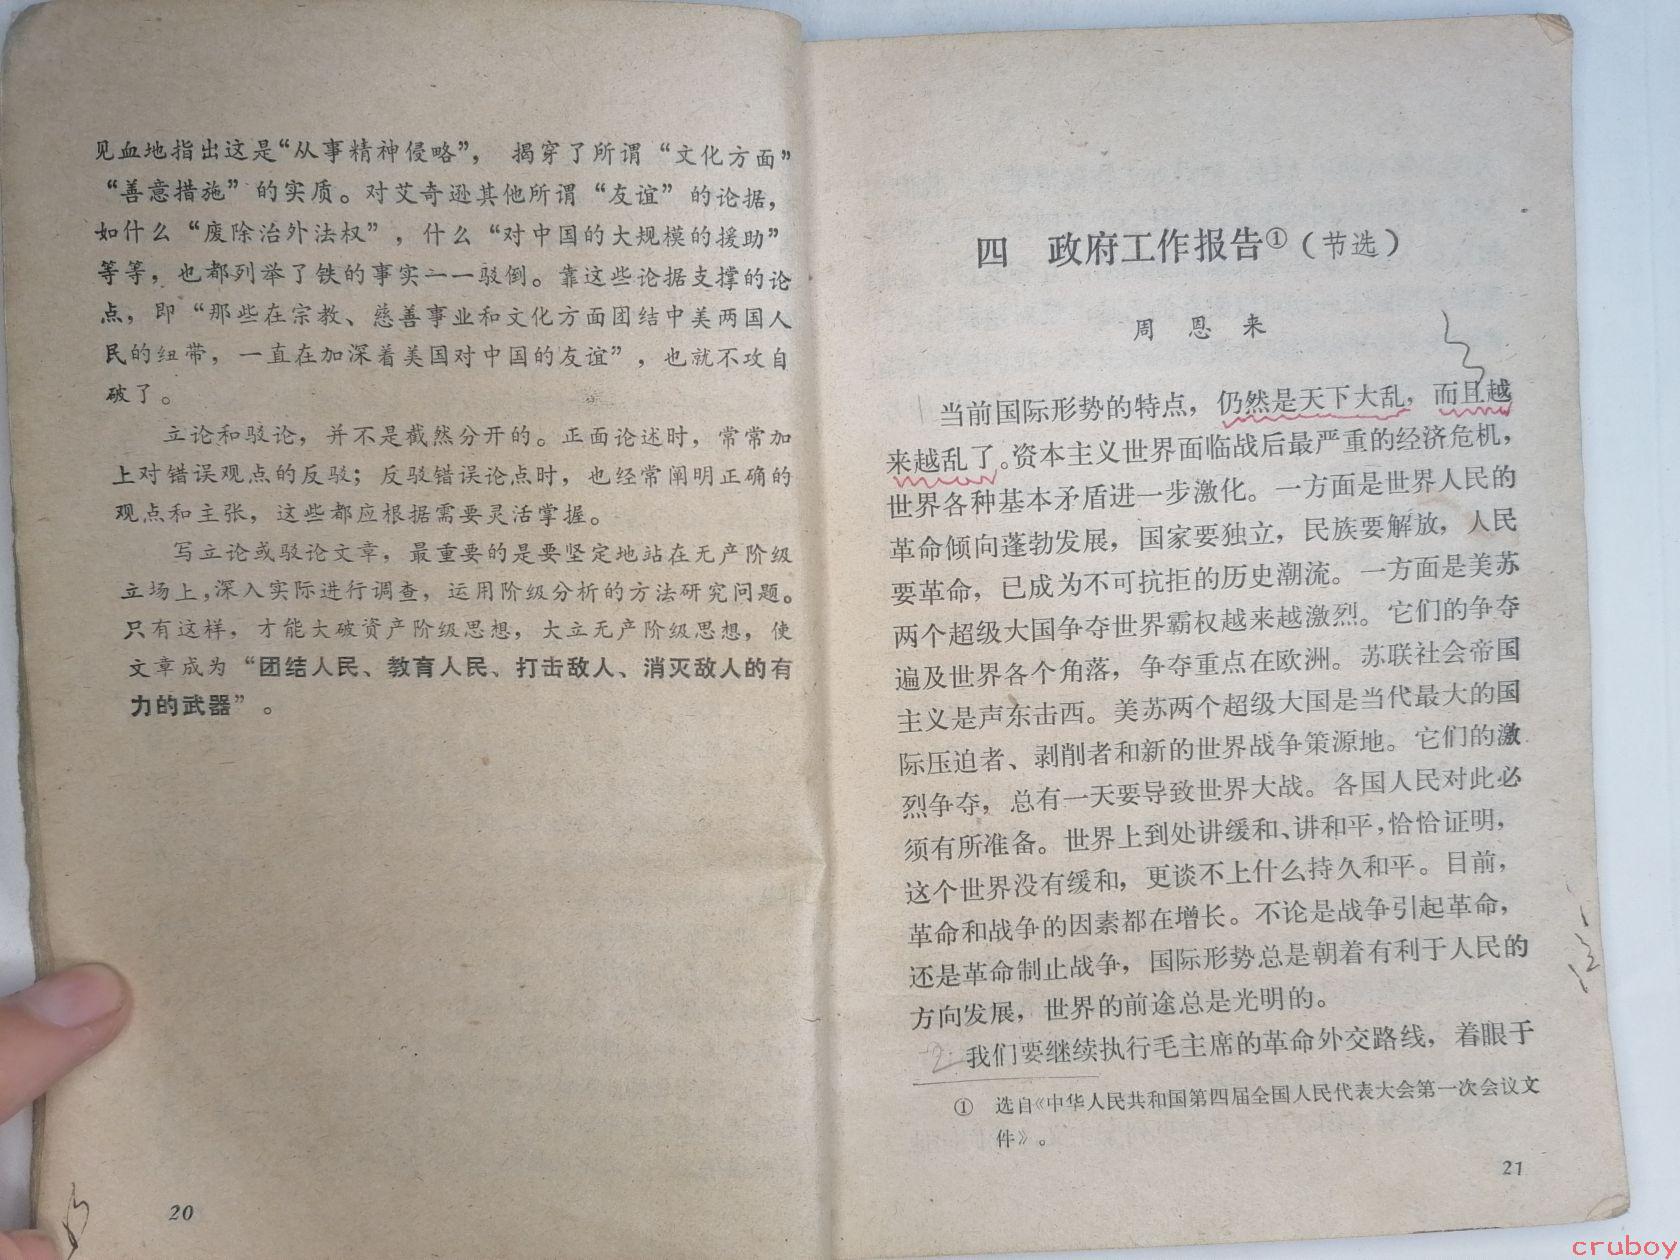 见血地指出这是“从事精神侵略”， 揭穿了所谓“文化方面”
“善意措施”的实质。对艾奇逊其他所谓“友谊”的论据，
如什么“废除治外法权”，什么“对中国的大规模的援助”
等等，也都列举了铁的事实一一驳倒。靠这些论据支撑的论
点，即“那些在宗教、慈善事业和文化方面团结中美两国人
民的纽带，一直在加深着美国对中国的友谊”，也就不攻自
破了。
立论和驳论，并不是截然分开的。正面论述时，常常加
上对错误观点的反驳；反驳错误论点时，也经常阐明正确的
观点和主张，这些都应根据需要灵活掌握。
写立论或驳论文章，最重要的是要坚定地站在无产阶级
立场上，深入实际进行调查，运用阶级分析的方法研究问题。
只有这样，才能大破资产阶级思想，大立无产阶级思想，使
文章成为“团结人民、教育人民、打击敌人、消灭敌人的有
力的武器”。
20
四 政府工作报告①（节选）
周恩来
当前国际形势的特点，仍然是天下大乱，而且越
来越乱了。资本主义世界面临战后最严重的经济危机，
世界各种基本矛盾进一步激化。一方面是世界人民的
革命倾向蓬勃发展，国家要独立，民族要解放，人民
要革命，已成为不可抗拒的历史潮流。一方面是美苏
两个超级大国争夺世界霸权越来越激烈。它们的争夺
遍及世界各个角落，争夺重点在欧洲。苏联社会帝国
主义是声东击西。美苏两个超级大国是当代最大的国
际压迫者、剥削者和新的世界战争策源地。它们的激
烈争夺，总有一天要导致世界大战。各国人民对此必
须有所准备。世界上到处讲缓和、讲和平，恰恰证明，
这个世界没有缓和，更谈不上什么持久和平。目前，
革命和战争的因素都在增长。不论是战争引起革命，
还是革命制止战争，国际形势总是朝着有利于人民的
方向发展，世界的前途总是光明的。
2 我们要继续执行毛主席的革命外交路线，着眼于
① 选自《中华人民共和国第四届全国人民代表大会第一次会议文
件》。
21
cruboy